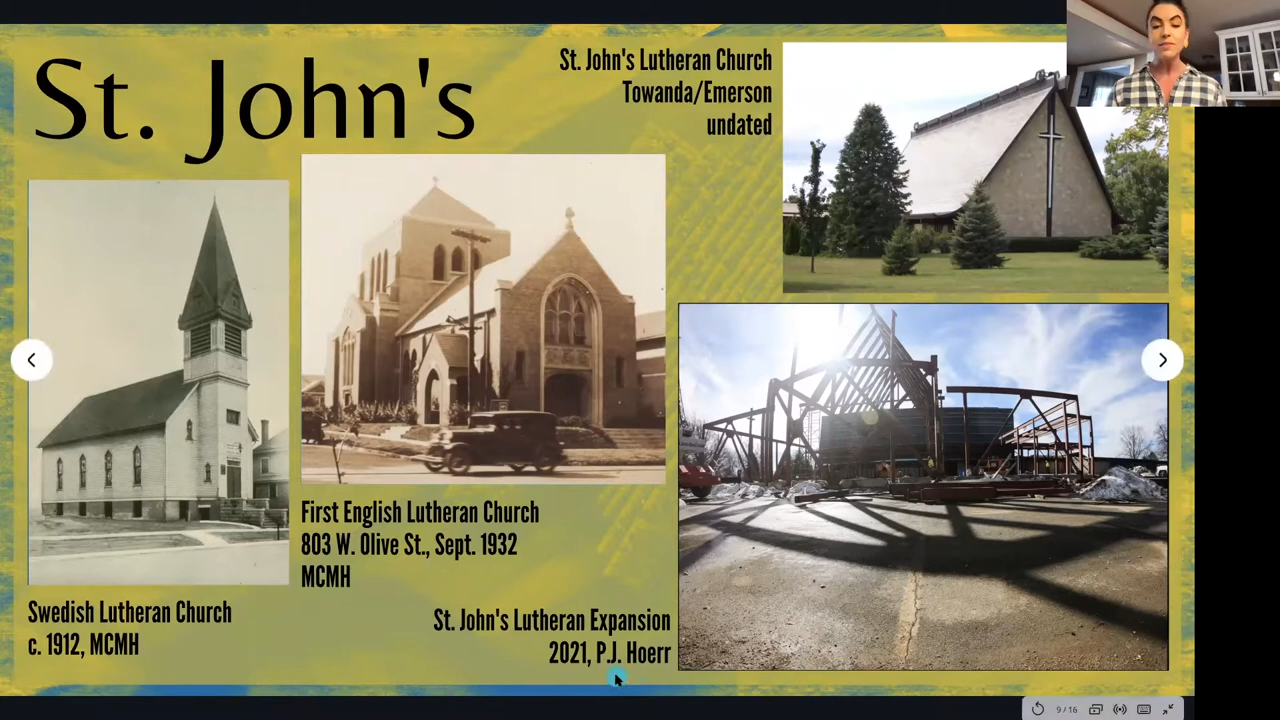 St. John's
St. John's Lutheran Church
Towanda/Emerson
undated
First English Lutheran Church
803 W. Olive St., Sept. 1932
MCMH
Swedish Lutheran Church
c. 1912, MCMH
St. John's Lutheran Expansion
2021, P.J. Hoerr
9 / 16